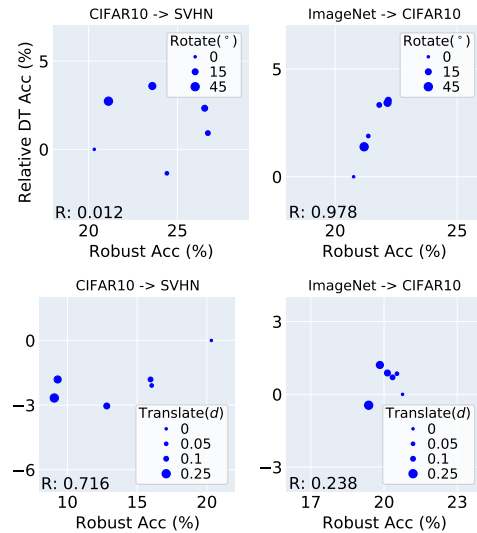 CIFAR10 -> SVHN
Relative DT Acc (%)
5
0
Rotate(°)
0
15
45
R: 0.012
20
25
Robust Acc (%)
ImageNet -> CIFAR10
5
0
Rotate(°)
0
15
45
R: 0.978
20
25
Robust Acc (%)
CIFAR10 -> SVHN
0
−3
−6
Translate(d)
0
0.05
0.1
0.25
R: 0.716
10
15
20
Robust Acc (%)
ImageNet -> CIFAR10
3
0
−3
Translate(d)
0
0.05
0.1
0.25
R: 0.238
17
20
23
Robust Acc (%)